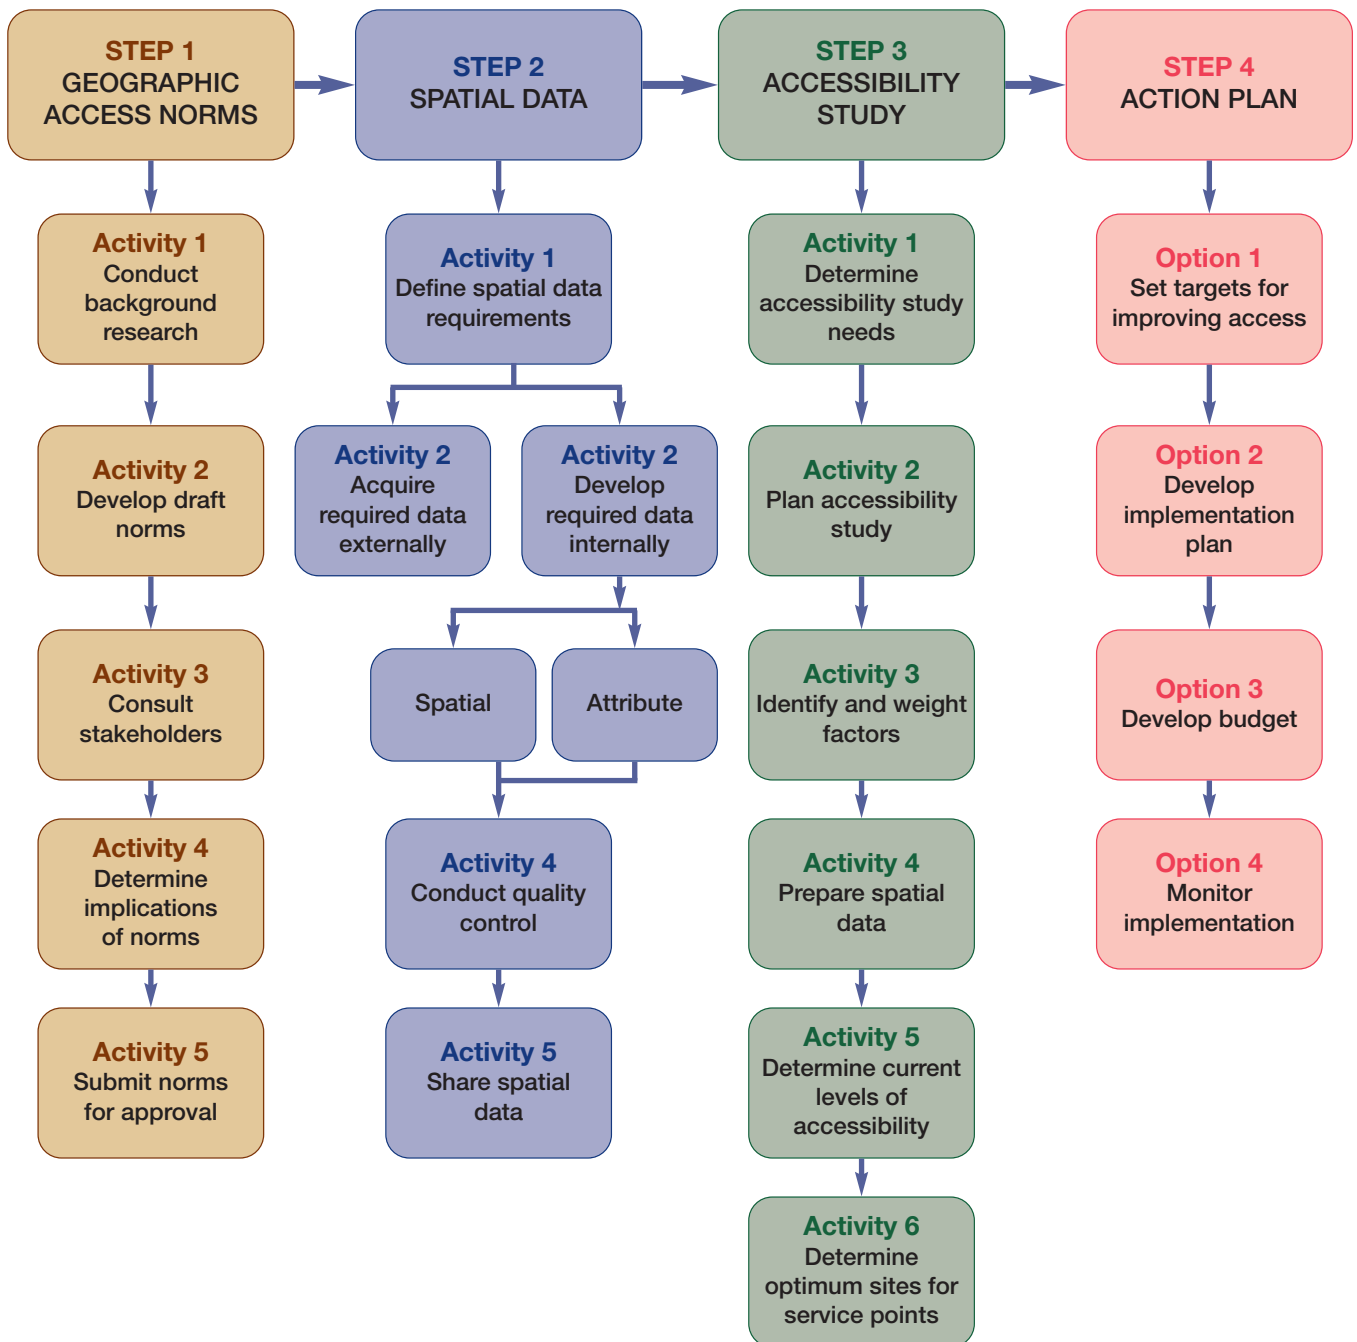 STEP 1
GEOGRAPHIC
ACCESS NORMS
STEP 2
SPATIAL DATA
STEP 3
ACCESSIBILITY
STUDY
STEP 4
ACTION PLAN
Activity 1
Conduct
background
research
Activity 2
Develop draft
norms
Activity 3
Consult
stakeholders
Activity 4
Determine
implications
of norms
Activity 5
Submit norms
for approval
Activity 1
Define spatial data
requirements
Activity 2
Acquire
required data
externally
Activity 2
Develop
required data
internally
Spatial
Attribute
Activity 4
Conduct quality
control
Activity 5
Share spatial
data
Activity 1
Determine
accessibility study
needs
Activity 2
Plan accessibility
study
Activity 3
Identify and weight
factors
Activity 4
Prepare spatial
data
Activity 5
Determine current
levels of
accessibility
Activity 6
Determine
optimum sites for
service points
Option 1
Set targets for
improving access
Option 2
Develop
implementation
plan
Option 3
Develop budget
Option 4
Monitor
implementation